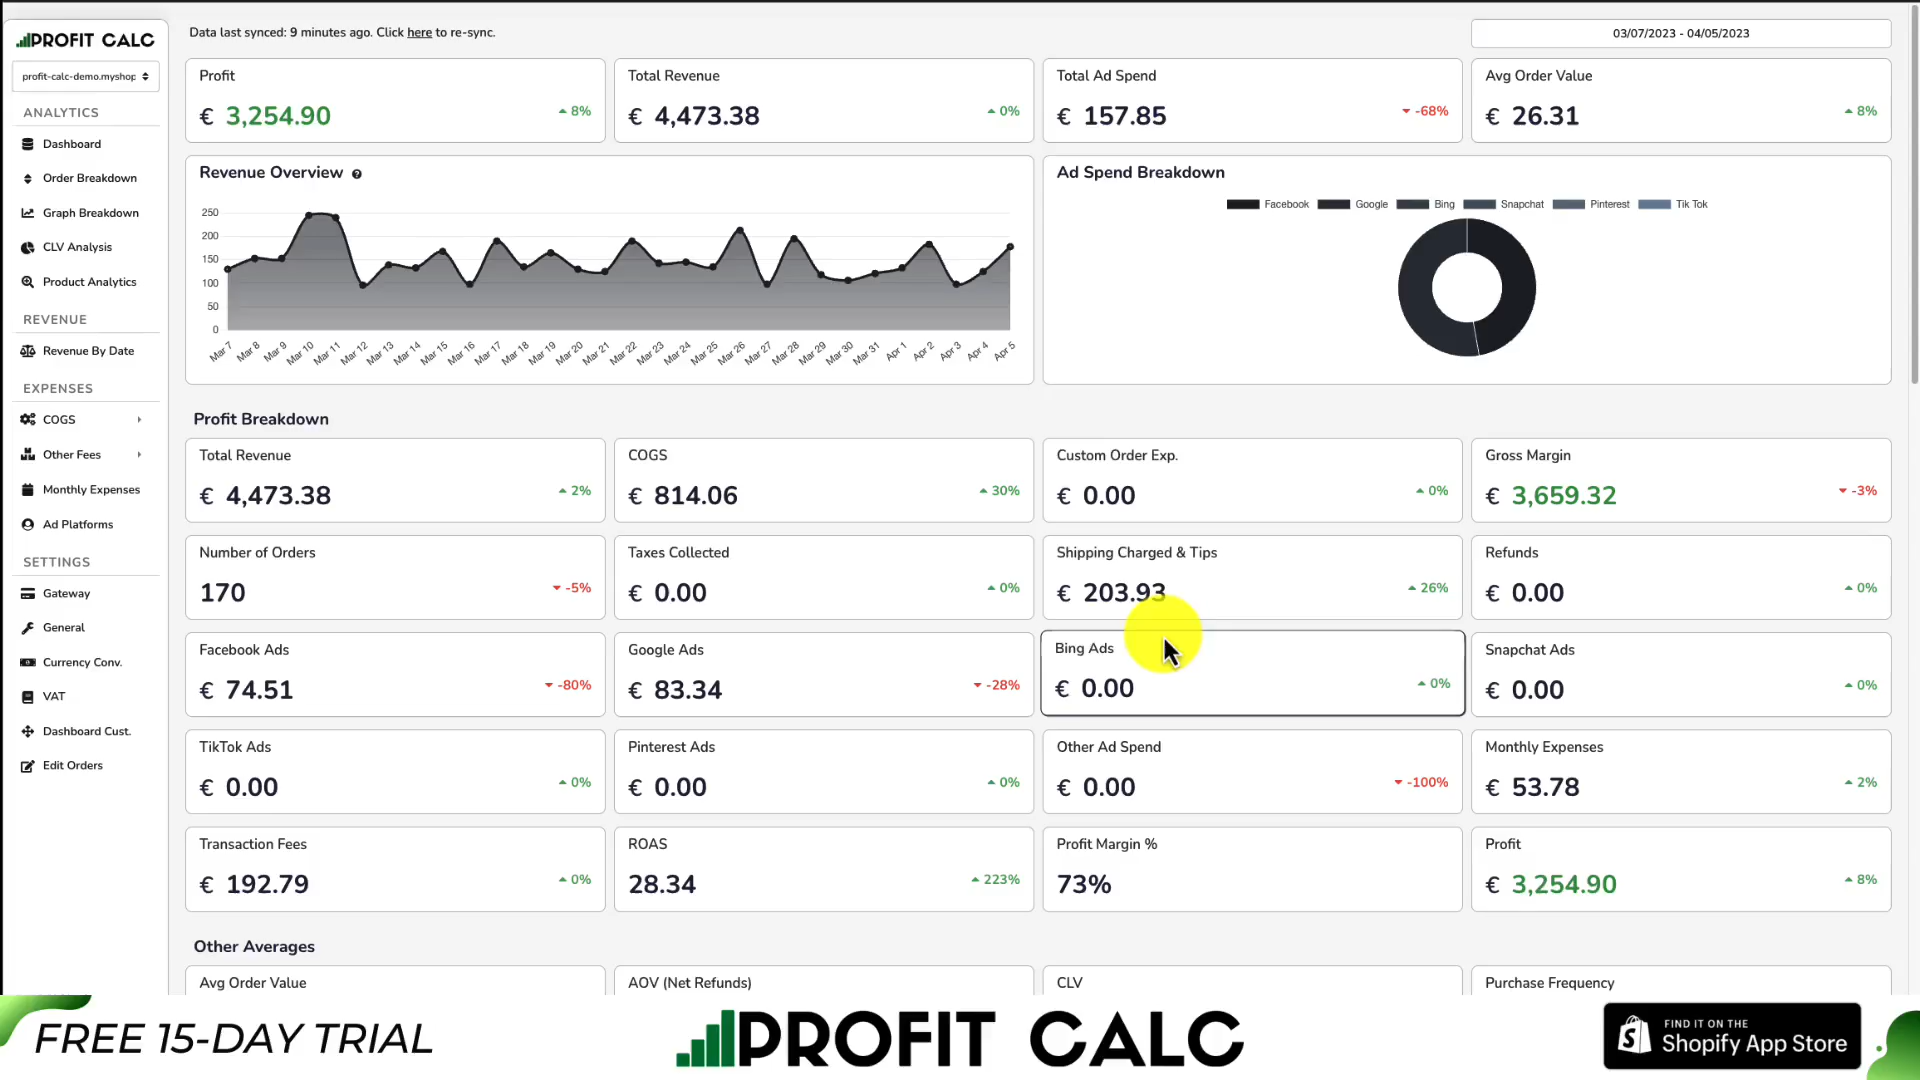 PROFIT CALC
profit-calc-demo.myshop
ANALYTICS
Dashboard
Order Breakdown
Graph Breakdown
CLV Analysis
Product Analytics
REVENUE
Revenue By Date
EXPENSES
COGS
Other Fees
Monthly Expenses
Ad Platforms
SETTINGS
Gateway
General
Currency Conv.
VAT
Dashboard Cust.
Edit Orders
Data last synced: 9 minutes ago. Click here to re-sync.
03/07/2023 - 04/05/2023
Profit
€ 3,254.90 8%
Total Revenue
€ 4,473.38 0%
Total Ad Spend
€ 157.85 -68%
Avg Order Value
€ 26.31 8%
Revenue Overview
250
200
150
100
50
0
Mar 7 Mar 8 Mar 9 Mar 10 Mar 11 Mar 12 Mar 13 Mar 14 Mar 15 Mar 16 Mar 17 Mar 18 Mar 19 Mar 20 Mar 21 Mar 22 Mar 23 Mar 24 Mar 25 Mar 26 Mar 27 Mar 28 Mar 29 Mar 30 Mar 31 Apr 1 Apr 2 Apr 3 Apr 4 Apr 5
Ad Spend Breakdown
Facebook Google Bing Snapchat Pinterest Tik Tok
Profit Breakdown
Total Revenue
€ 4,473.38 2%
COGS
€ 814.06 30%
Custom Order Exp.
€ 0.00 0%
Gross Margin
€ 3,659.32 -3%
Number of Orders
170 -5%
Taxes Collected
€ 0.00 0%
Shipping Charged & Tips
€ 203.93 26%
Refunds
€ 0.00 0%
Facebook Ads
€ 74.51 -80%
Google Ads
€ 83.34 -28%
Bing Ads
€ 0.00 0%
Snapchat Ads
€ 0.00 0%
TikTok Ads
€ 0.00 0%
Pinterest Ads
€ 0.00 0%
Other Ad Spend
€ 0.00 -100%
Monthly Expenses
€ 53.78 2%
Transaction Fees
€ 192.79 0%
ROAS
28.34 223%
Profit Margin %
73%
Profit
€ 3,254.90 8%
Other Averages
Avg Order Value
AOV (Net Refunds)
CLV
Purchase Frequency
FREE 15-DAY TRIAL
PROFIT CALC
FIND IT ON THE
Shopify App Store